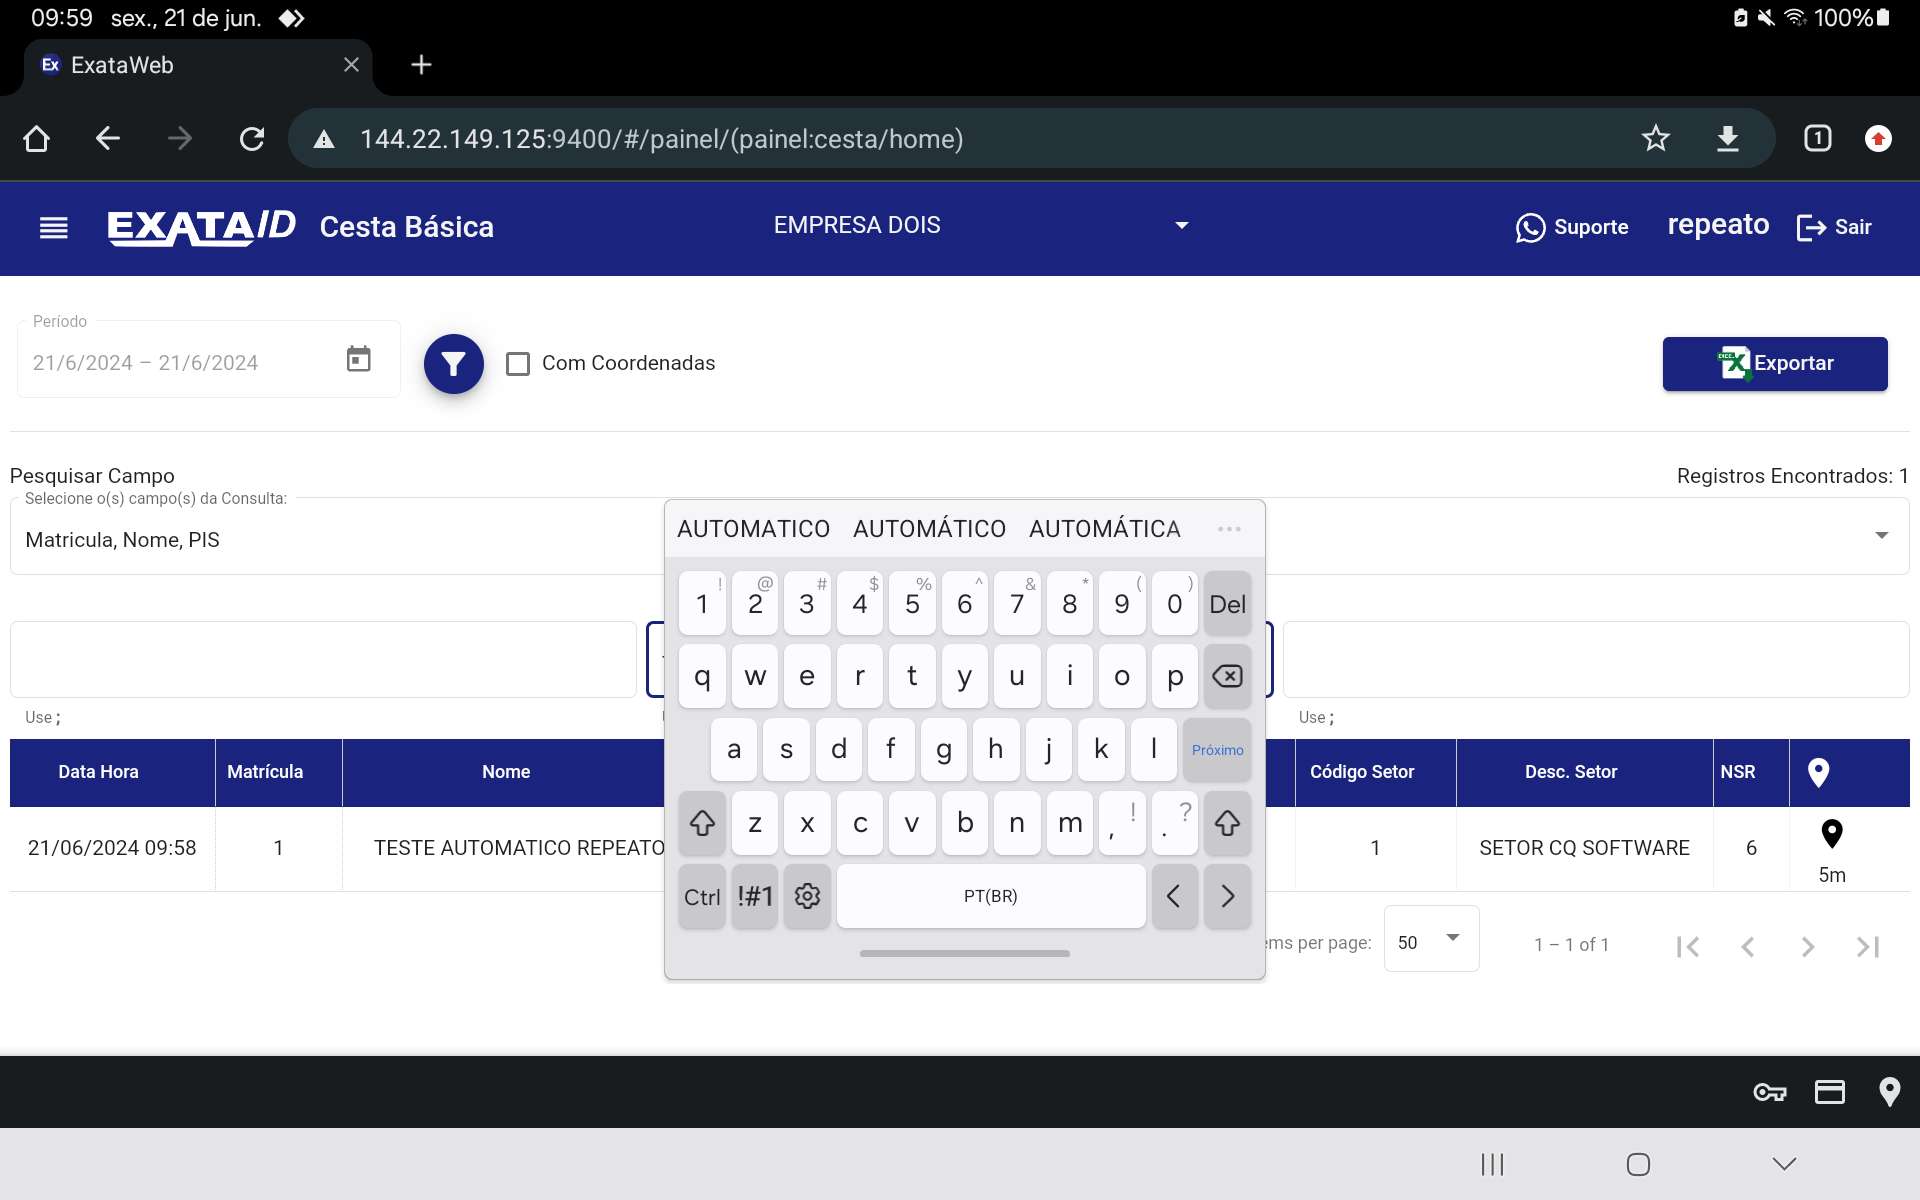 09:59 sex., 21 de jun. 100%
Ex ExataWeb
144.22.149.125:9400/#/painel/(painel:cesta/home) 1
EXATA ID Cesta Básica EMPRESA DOIS Suporte repeato Sair
Período
21/6/2024 – 21/6/2024 Com Coordenadas Exportar
Pesquisar Campo Registros Encontrados: 1
Selecione o(s) campo(s) da Consulta:
Matricula, Nome, PIS
AUTOMATICO AUTOMÁTICO AUTOMÁTICA ...
! @ # $ % ^ & * ( )
1 2 3 4 5 6 7 8 9 0 Del
q w e r t y u i o p
a s d f g h j k l Próximo
z x c v b n m , ! . ?
Ctrl !#1 PT(BR) < >
Use ; Use ;
Data Hora Matrícula Nome Código Setor Desc. Setor NSR
21/06/2024 09:58 1 TESTE AUTOMATICO REPEATO 1 SETOR CQ SOFTWARE 6
5m
ems per page: 50 1 – 1 of 1